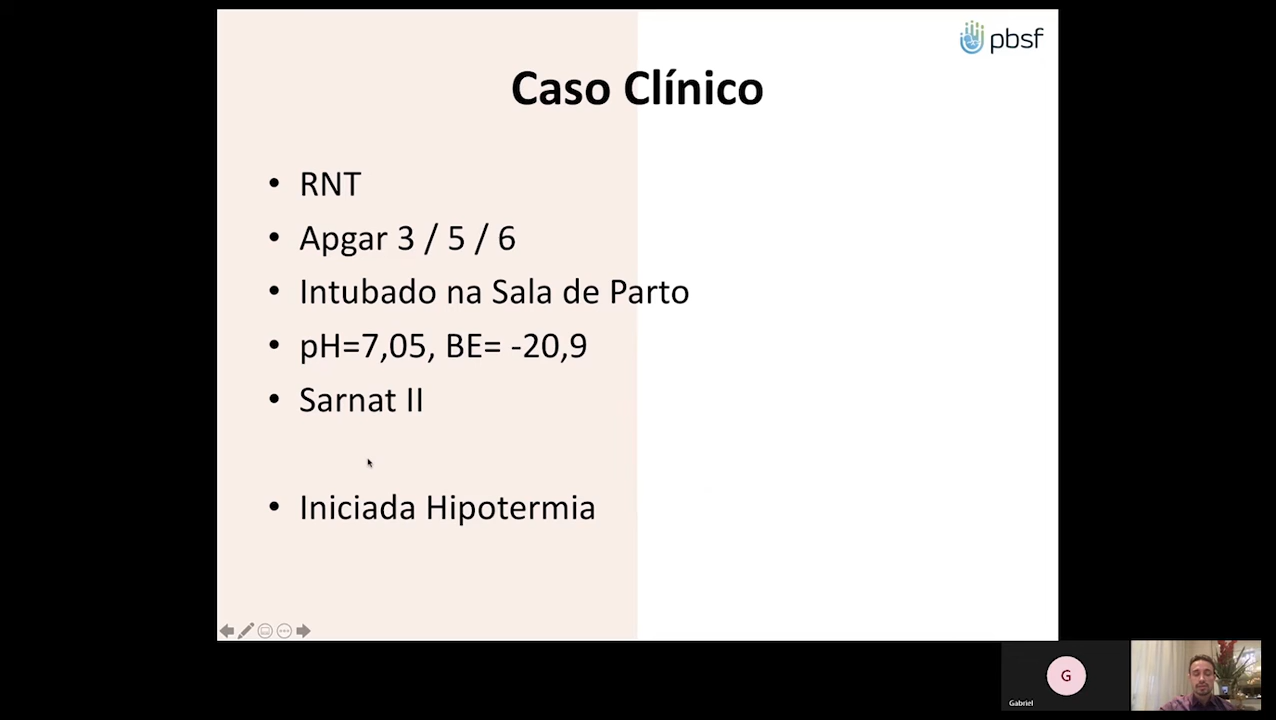 pbsf
Caso Clínico
• RNT
• Apgar 3 / 5 / 6
• Intubado na Sala de Parto
• pH=7,05, BE= -20,9
• Sarnat II
• Iniciada Hipotermia
G
Gabriel